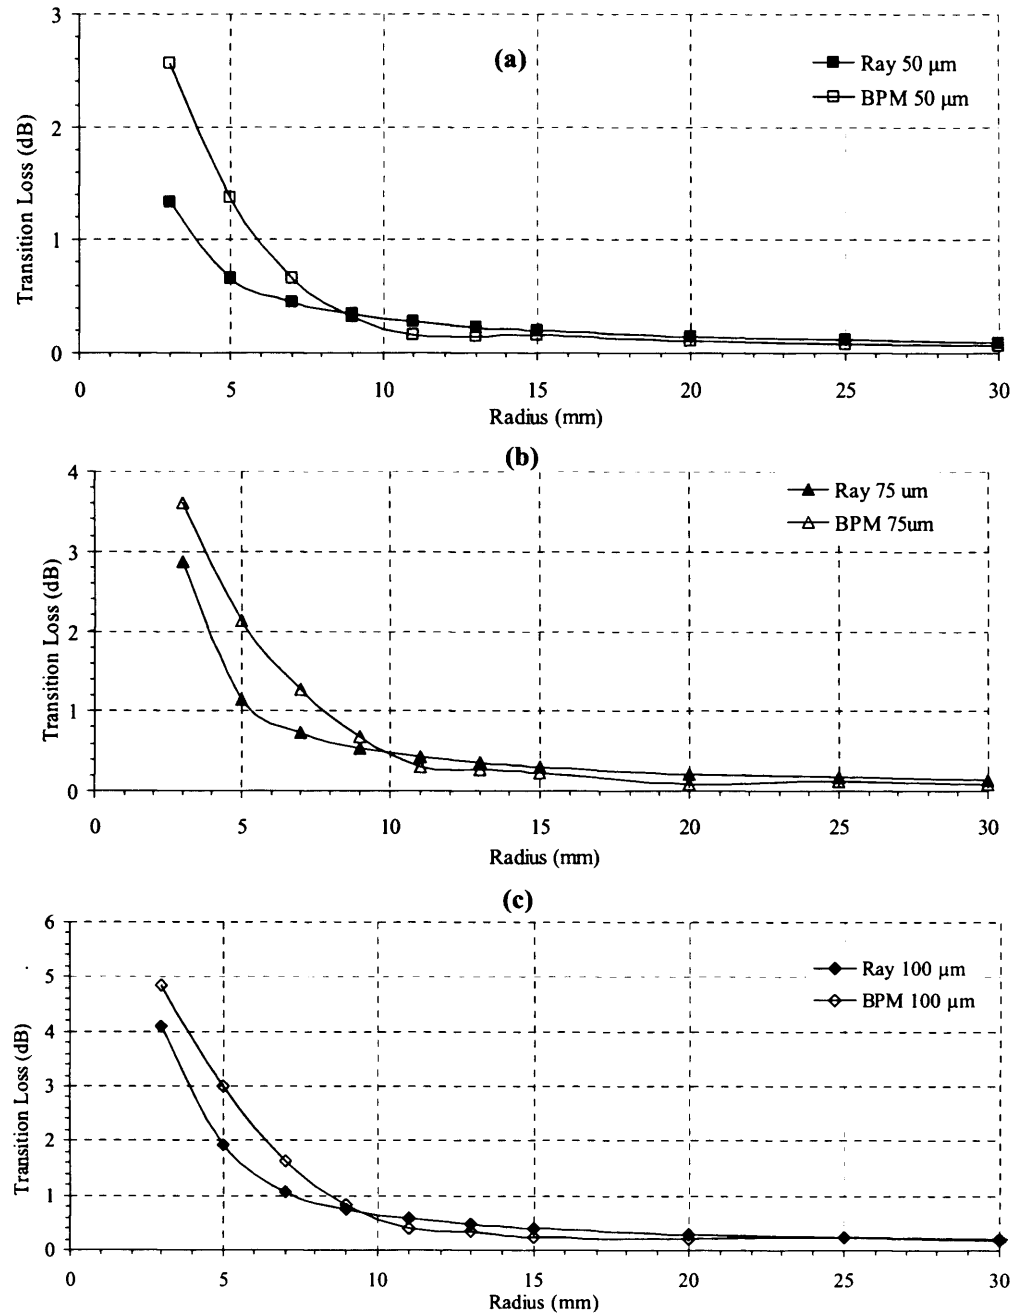 (a)
3
2
1
0
Transition Loss (dB)
Ray 50 µm
BPM 50 µm
0 5 10 15 20 25 30
Radius (mm)
(b)
4
3
2
1
0
Transition Loss (dB)
Ray 75 um
BPM 75um
0 5 10 15 20 25 30
Radius (mm)
(c)
6
5
4
3
2
1
0
Transition Loss (dB)
Ray 100 µm
BPM 100 µm
0 5 10 15 20 25 30
Radius (mm)